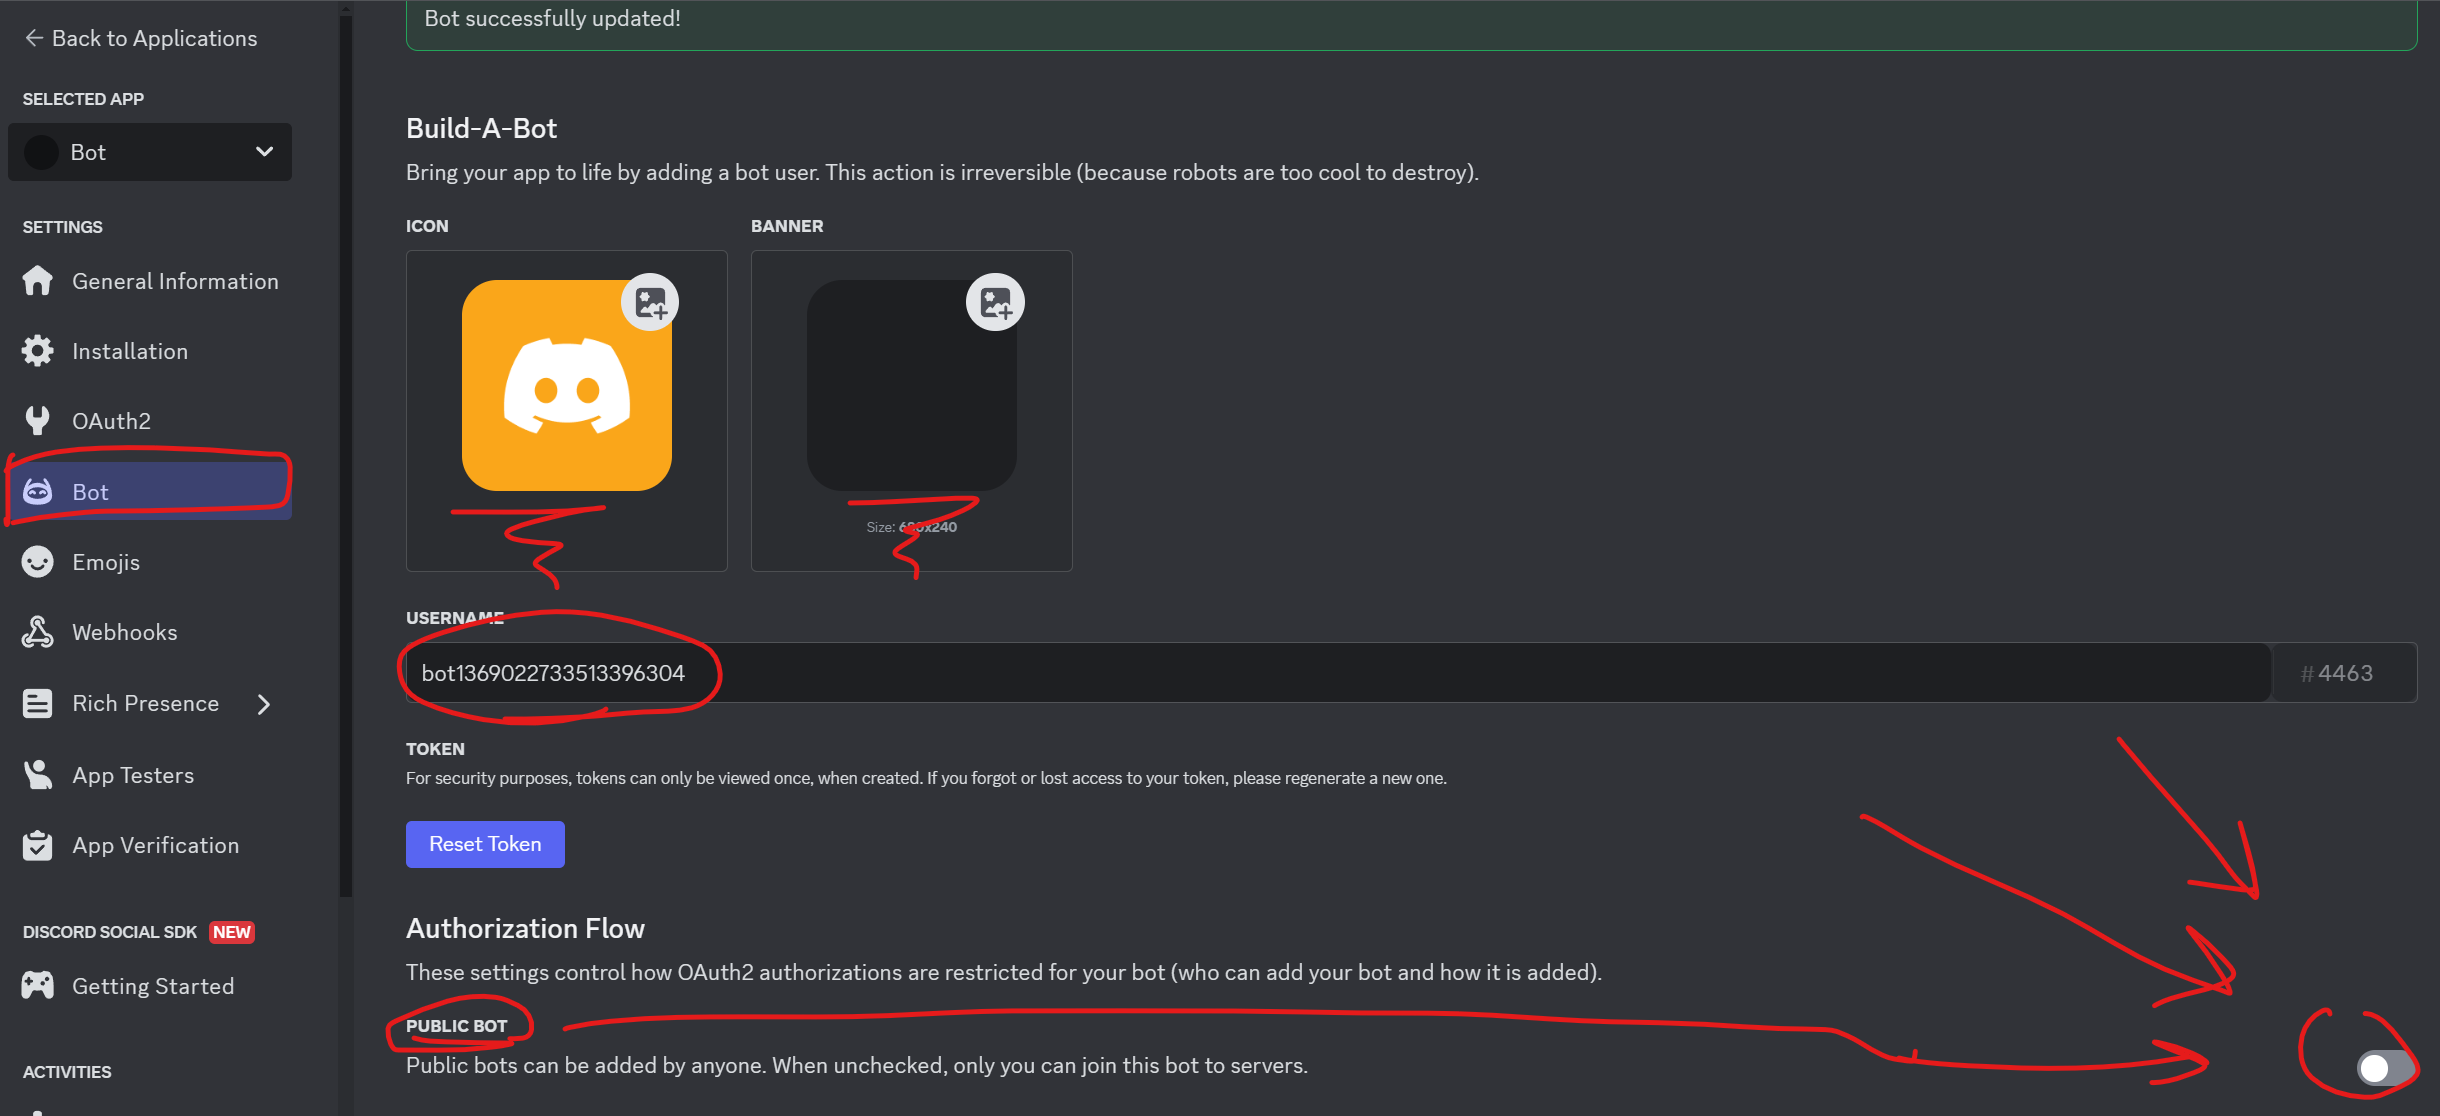 Back to Applications
SELECTED APP
Bot
SETTINGS
General Information
Installation
OAuth2
Bot
Emojis
Webhooks
Rich Presence
App Testers
App Verification
DISCORD SOCIAL SDK NEW
Getting Started
ACTIVITIES
Bot successfully updated!
Build-A-Bot
Bring your app to life by adding a bot user. This action is irreversible (because robots are too cool to destroy).
ICON
BANNER
Size: 680x240
USERNAME
bot1369022733513396304
#4463
TOKEN
For security purposes, tokens can only be viewed once, when created. If you forgot or lost access to your token, please regenerate a new one.
Reset Token
Authorization Flow
These settings control how OAuth2 authorizations are restricted for your bot (who can add your bot and how it is added).
PUBLIC BOT
Public bots can be added by anyone. When unchecked, only you can join this bot to servers.